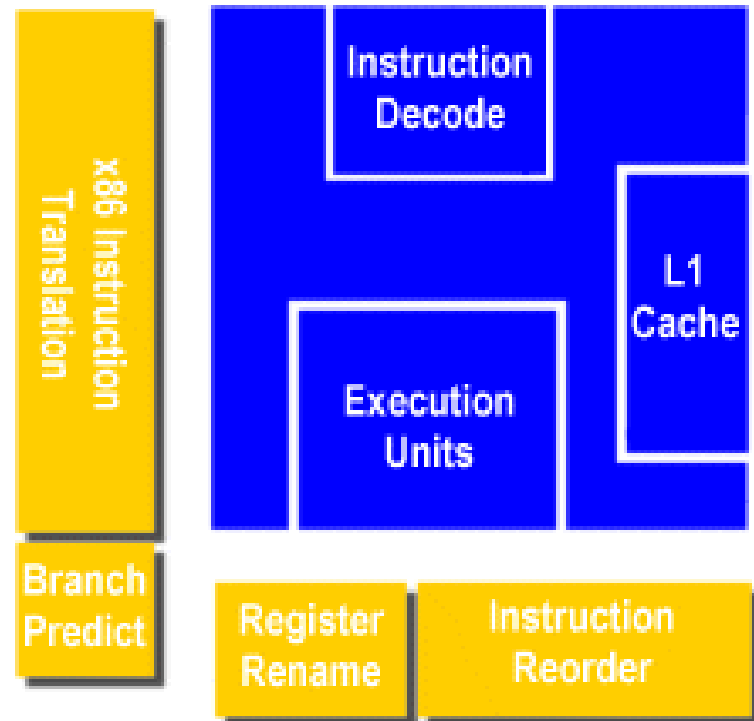 x86 Instruction
Translation
Instruction
Decode
L1
Cache
Execution
Units
Branch
Predict
Register
Rename
Instruction
Reorder